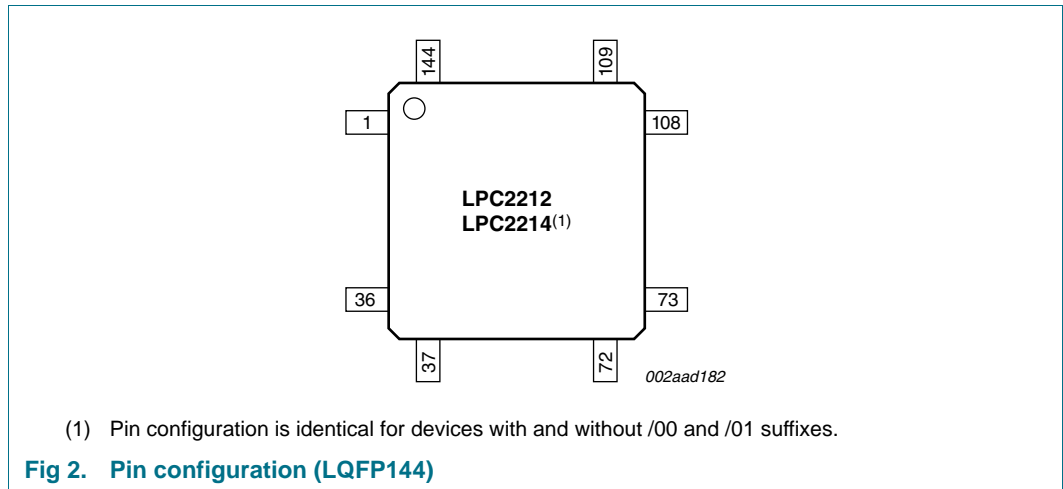 144
109
1
108
LPC2212
LPC2214(1)
36
73
37
72
002aad182
(1) Pin configuration is identical for devices with and without /00 and /01 suffixes.
Fig 2. Pin configuration (LQFP144)